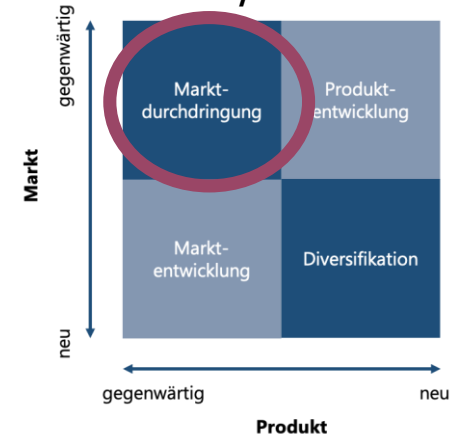 gegenwärtig
Markt-
durchdringung
Produkt-
entwicklung
Markt
Markt-
entwicklung
Diversifikation
neu
gegenwärtig
neu
Produkt